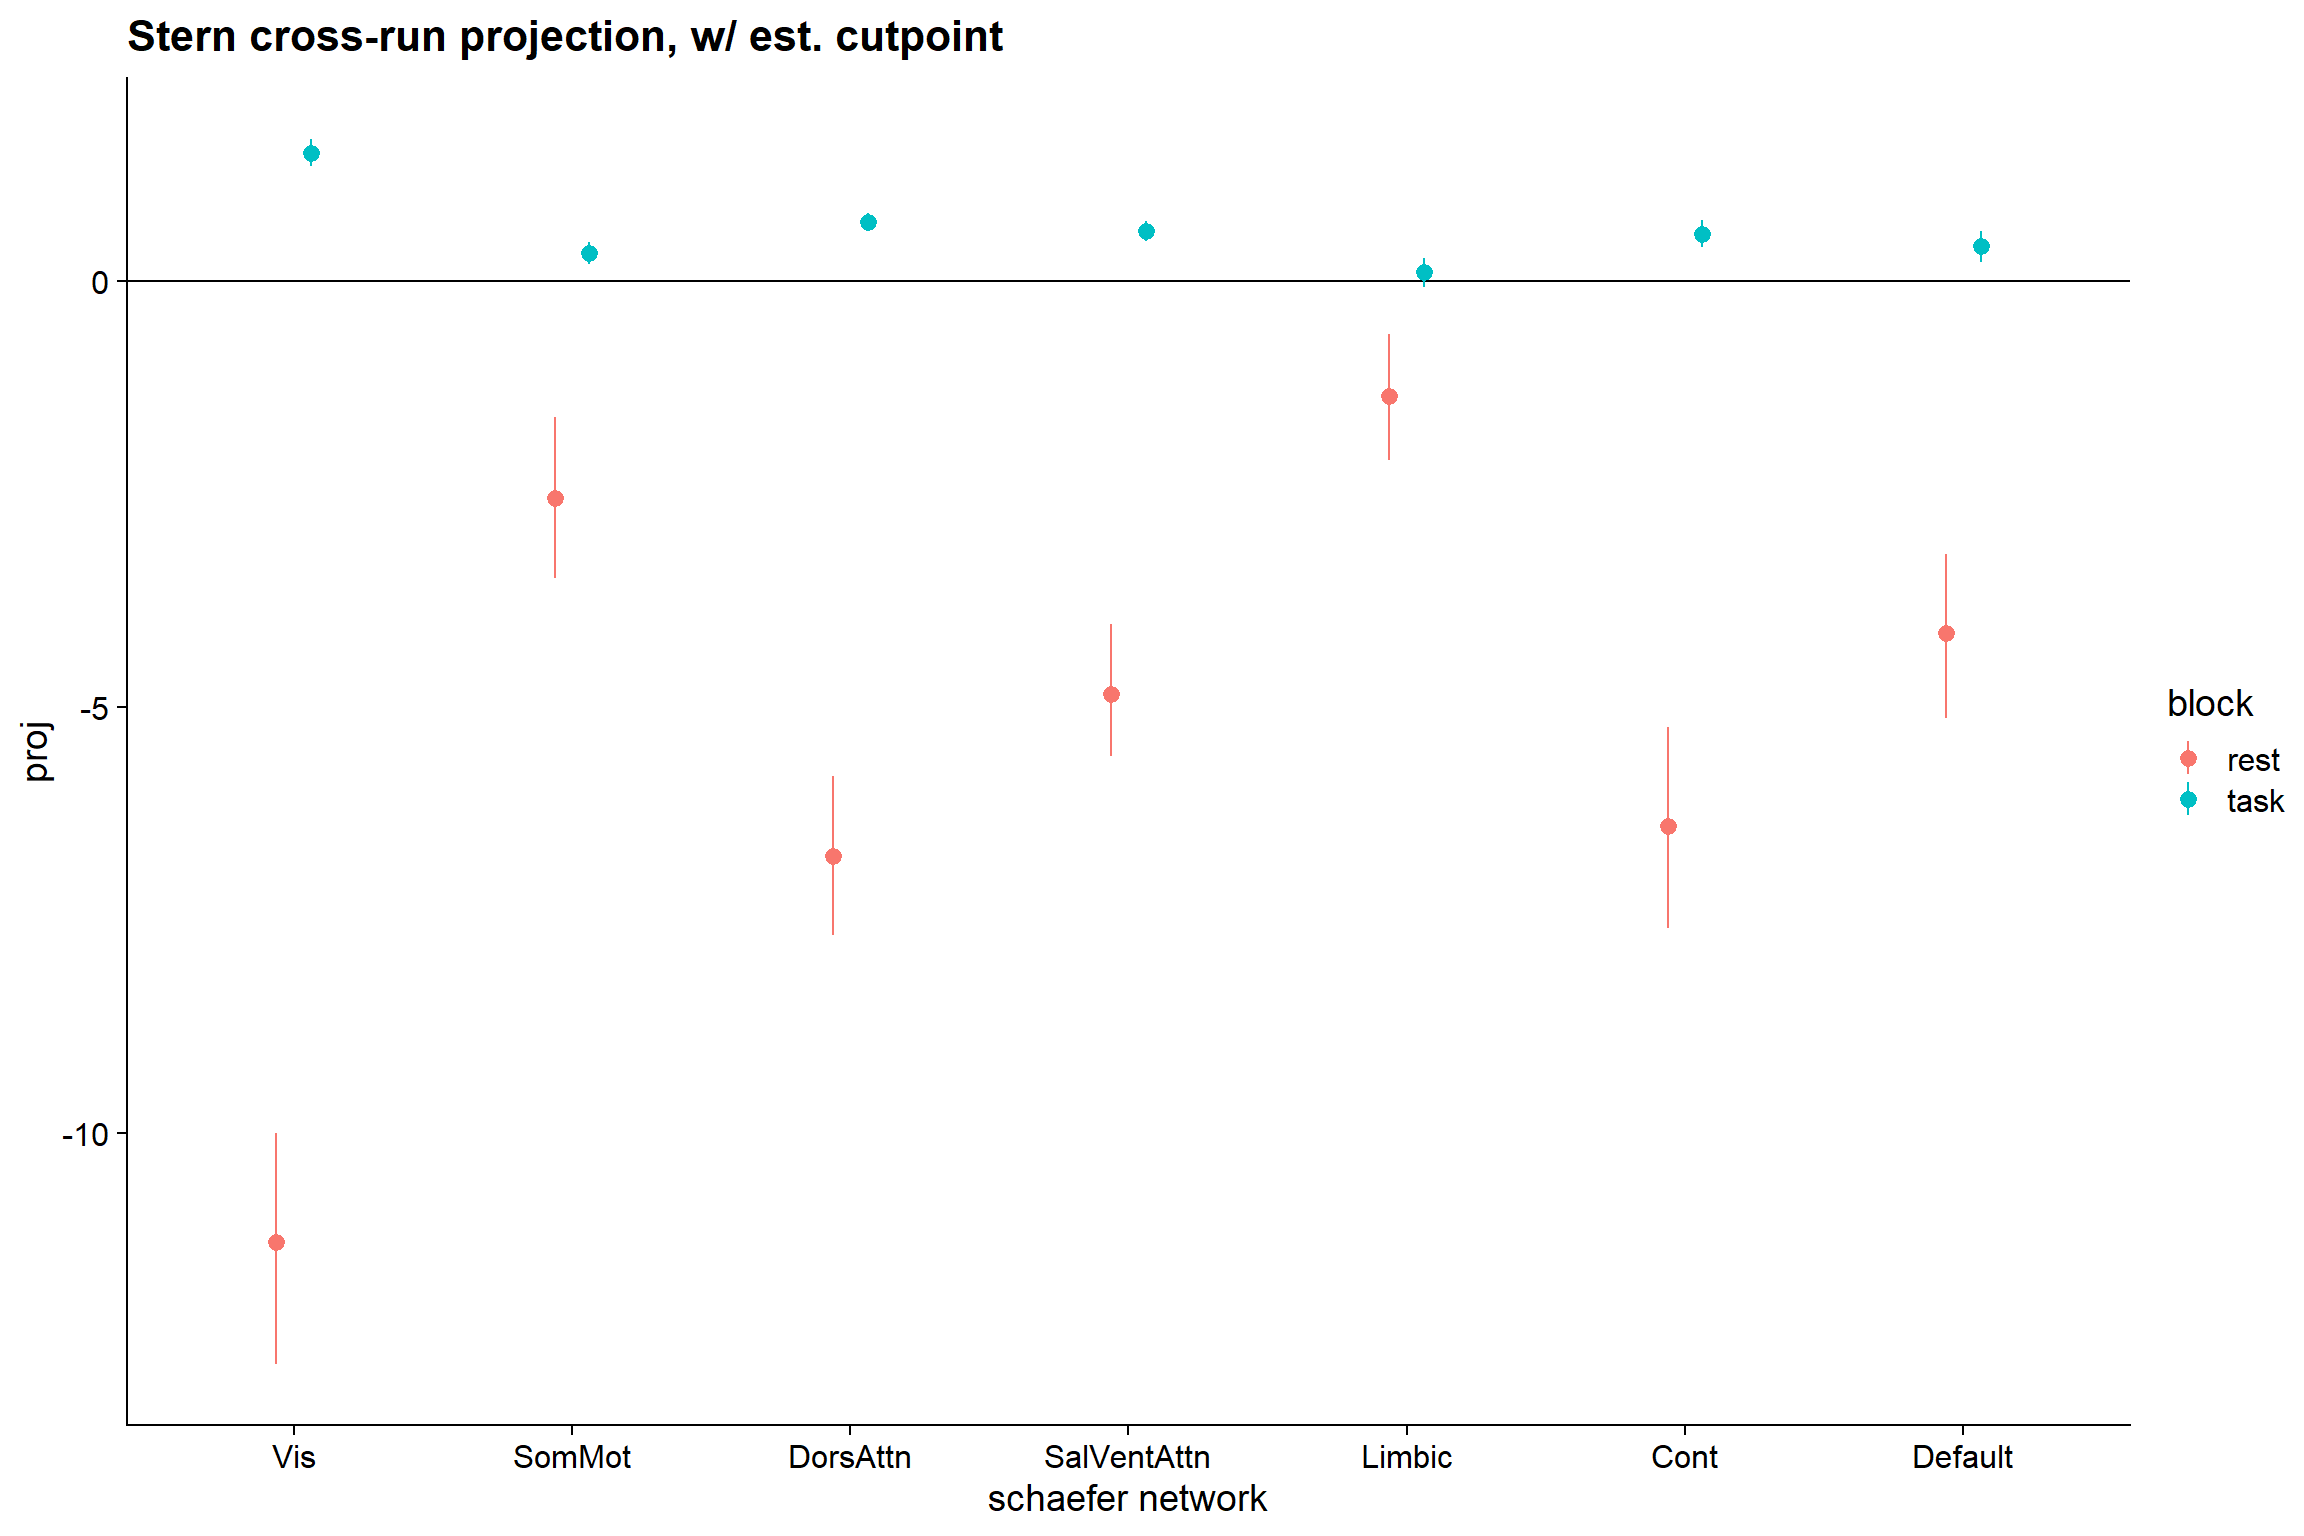 Stern cross-run projection, w/ est. cutpoint
0
-5
-10
proj
Vis
SomMot
DorsAttn
SalVentAttn
Limbic
Cont
Default
schaefer network
block
rest
task